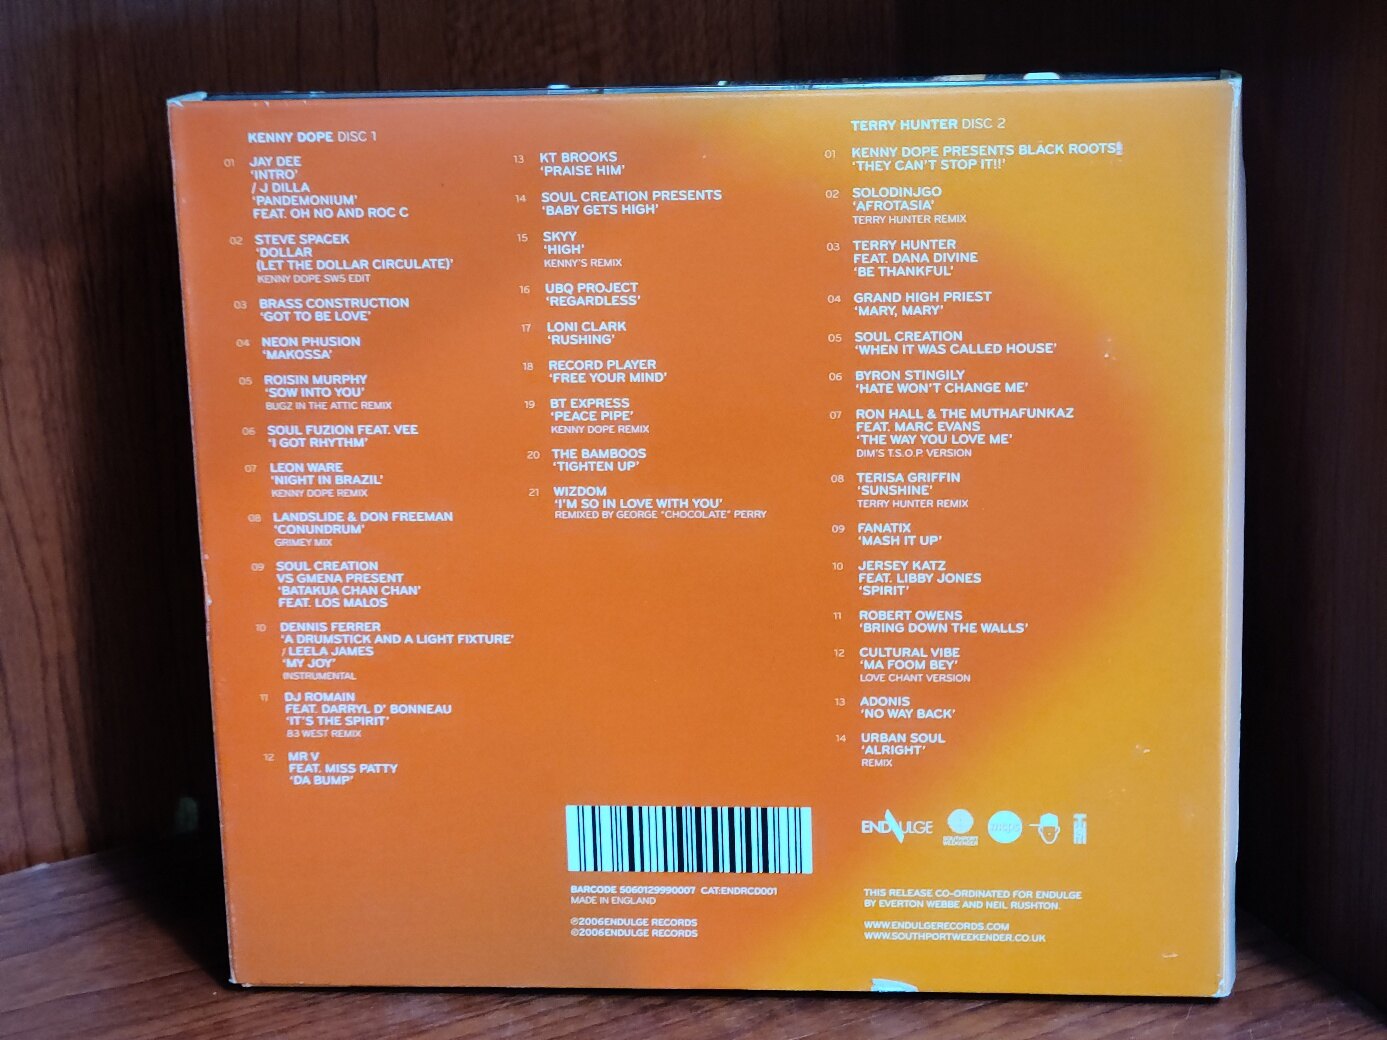 KENNY DOPE DISC 1
01 JAY DEE
'INTRO'
/ J DILLA
'PANDEMONIUM'
FEAT. OH NO AND ROC C
02 STEVE SPACEK
'DOLLAR
(LET THE DOLLAR CIRCULATE)'
KENNY DOPE SW5 EDIT
03 BRASS CONSTRUCTION
'GOT TO BE LOVE'
04 NEON PHUSION
'MAKOSSA'
05 ROISIN MURPHY
'SOW INTO YOU'
BUGZ IN THE ATTIC REMIX
06 SOUL FUZION FEAT. VEE
'I GOT RHYTHM'
07 LEON WARE
'NIGHT IN BRAZIL'
KENNY DOPE REMIX
08 LANDSLIDE & DON FREEMAN
'CONUNDRUM'
GRIMEY MIX
09 SOUL CREATION
VS GMENA PRESENT
'BATAKUA CHAN CHAN'
FEAT. LOS MALOS
10 DENNIS FERRER
'A DRUMSTICK AND A LIGHT FIXTURE'
/ LEELA JAMES
'MY JOY'
INSTRUMENTAL
11 DJ ROMAIN
FEAT. DARRYL D' BONNEAU
'IT'S THE SPIRIT'
83 WEST REMIX
12 MR V
FEAT. MISS PATTY
'DA BUMP'
13 KT BROOKS
'PRAISE HIM'
14 SOUL CREATION PRESENTS
'BABY GETS HIGH'
15 SKYY
'HIGH'
KENNY'S REMIX
16 UBQ PROJECT
'REGARDLESS'
17 LONI CLARK
'RUSHING'
18 RECORD PLAYER
'FREE YOUR MIND'
19 BT EXPRESS
'PEACE PIPE'
KENNY DOPE REMIX
20 THE BAMBOOS
'TIGHTEN UP'
21 WIZDOM
'I'M SO IN LOVE WITH YOU'
REMIXED BY GEORGE "CHOCOLATE" PERRY
TERRY HUNTER DISC 2
01 KENNY DOPE PRESENTS BLACK ROOTS!
'THEY CAN'T STOP IT!!'
02 SOLODINJGO
'AFROTASIA'
TERRY HUNTER REMIX
03 TERRY HUNTER
FEAT. DANA DIVINE
'BE THANKFUL'
04 GRAND HIGH PRIEST
'MARY, MARY'
05 SOUL CREATION
'WHEN IT WAS CALLED HOUSE'
06 BYRON STINGILY
'HATE WON'T CHANGE ME'
07 RON HALL & THE MUTHAFUNKAZ
FEAT. MARC EVANS
'THE WAY YOU LOVE ME'
DIM'S T.S.O.P. VERSION
08 TERISA GRIFFIN
'SUNSHINE'
TERRY HUNTER REMIX
09 FANATIX
'MASH IT UP'
10 JERSEY KATZ
FEAT. LIBBY JONES
'SPIRIT'
11 ROBERT OWENS
'BRING DOWN THE WALLS'
12 CULTURAL VIBE
'MA FOOM BEY'
LOVE CHANT VERSION
13 ADONIS
'NO WAY BACK'
14 URBAN SOUL
'ALRIGHT'
REMIX
ENDULGE
SOUTHPORT
WEEKENDER
mcps
BARCODE 5060129990007 CAT:ENDRCD001
MADE IN ENGLAND
℗2006ENDULGE RECORDS
©2006ENDULGE RECORDS
THIS RELEASE CO-ORDINATED FOR ENDULGE
BY EVERTON WEBBE AND NEIL RUSHTON.
WWW.ENDULGERECORDS.COM
WWW.SOUTHPORTWEEKENDER.CO.UK